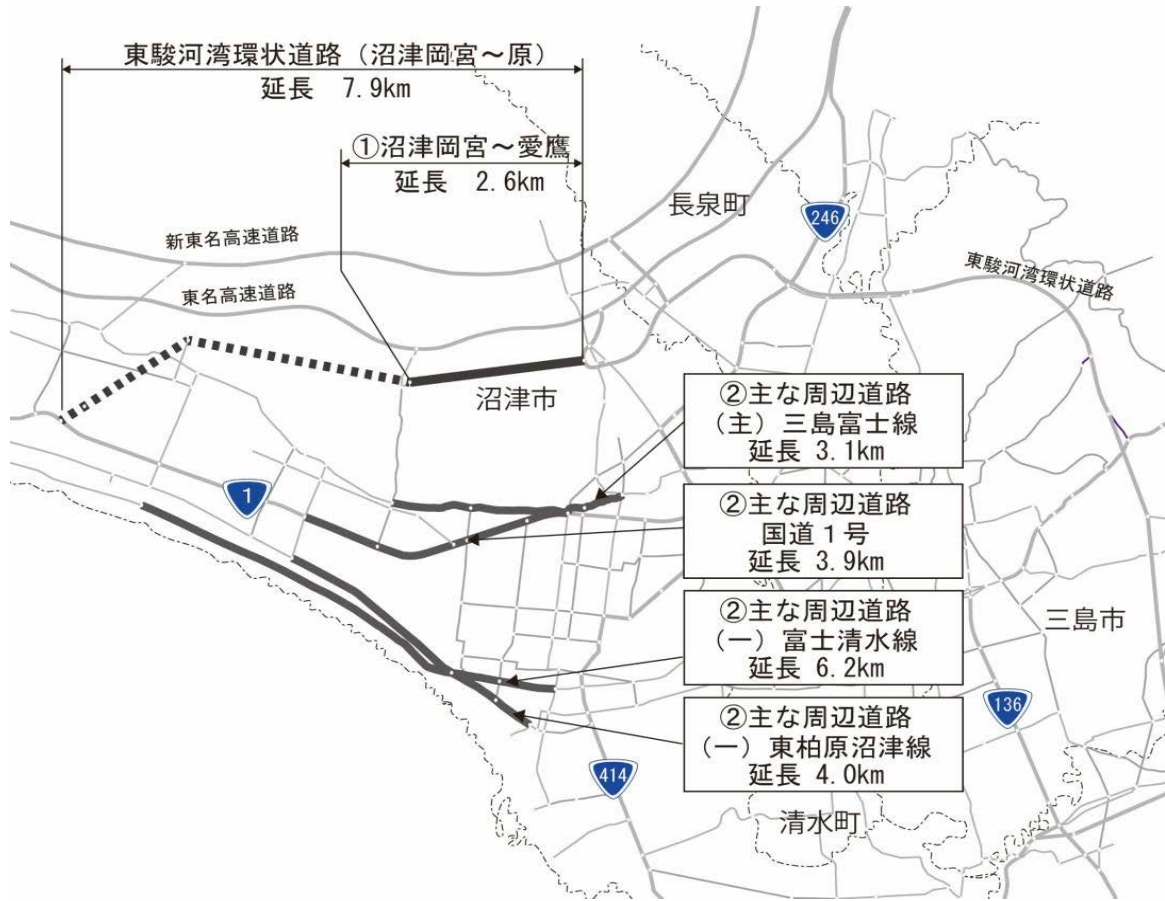 東駿河湾環状道路（沼津岡宮～原）
延長 7.9km
①沼津岡宮～愛鷹
延長 2.6km
長泉町
246
新東名高速道路
東駿河湾環状道路
東名高速道路
沼津市
②主な周辺道路
（主）三島富士線
延長 3.1km
1
②主な周辺道路
国道１号
延長 3.9km
②主な周辺道路
（一）富士清水線
延長 6.2km
三島市
②主な周辺道路
（一）東柏原沼津線
延長 4.0km
136
414
清水町